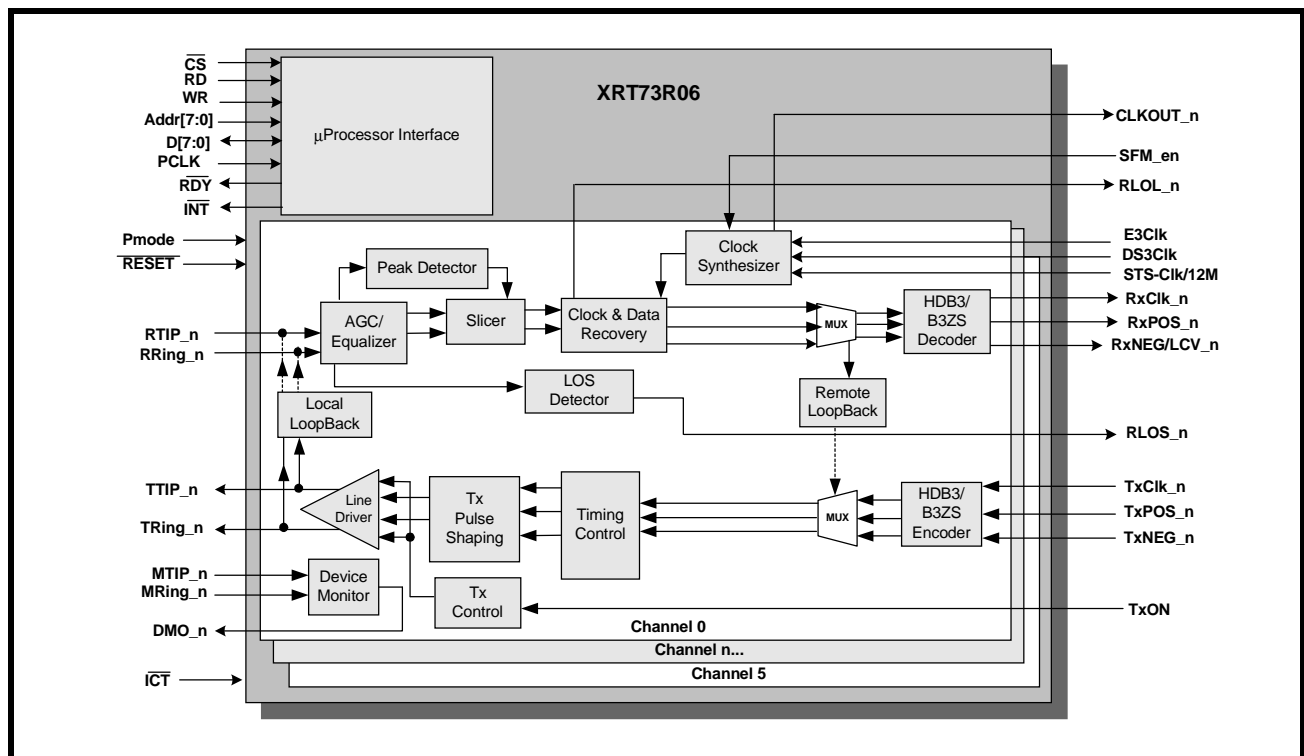 XRT73R06
CS
RD
WR
Addr[7:0]
D[7:0]
PCLK
RDY
INT
μProcessor Interface
Pmode
RESET
CLKOUT_n
SFM_en
RLOL_n
E3Clk
DS3Clk
STS-Clk/12M
Clock
Synthesizer
Peak Detector
RTIP_n
RRing_n
AGC/
Equalizer
Slicer
Clock & Data
Recovery
MUX
HDB3/
B3ZS
Decoder
RxClk_n
RxPOS_n
RxNEG/LCV_n
LOS
Detector
Remote
LoopBack
Local
LoopBack
RLOS_n
TTIP_n
TRing_n
Line
Driver
Tx
Pulse
Shaping
Timing
Control
MUX
HDB3/
B3ZS
Encoder
TxClk_n
TxPOS_n
TxNEG_n
MTIP_n
MRing_n
Device
Monitor
Tx
Control
TxON
DMO_n
Channel 0
Channel n...
Channel 5
ICT